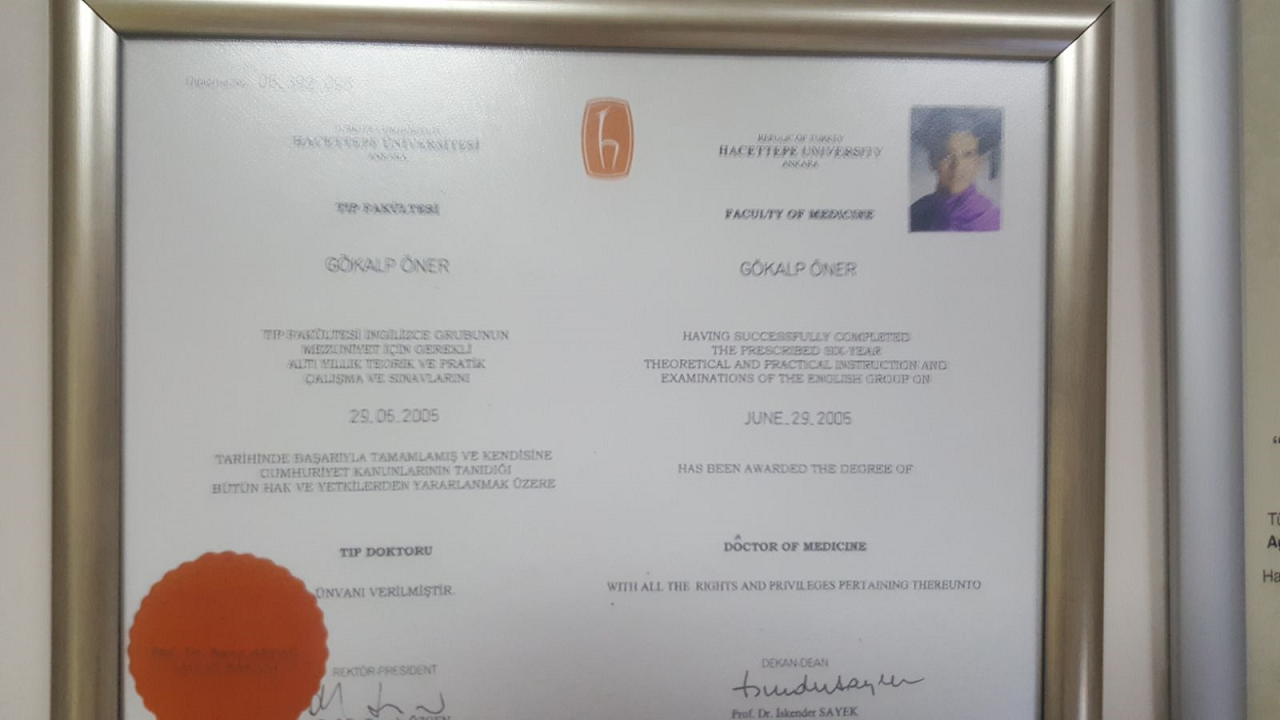 HACETTEPE ÜNİVERSİTESİ
ANKARA
TIP FAKÜLTESİ
GÖKALP ÖNER
TIP FAKÜLTESİ İNGİLİZCE GRUBUNUN
MEZUNİYET İÇİN GEREKLİ
ALTI YILLIK TEORİK VE PRATİK
ÇALIŞMA VE SINAVLARINI
29.06.2005
TARİHİNDE BAŞARIYLA TAMAMLAMIŞ VE KENDİSİNE
CUMHURİYET KANUNLARININ TANIDIĞI
BÜTÜN HAK VE YETKİLERDEN YARARLANMAK ÜZERE
TIP DOKTORU
ÜNVANI VERİLMİŞTİR.
REKTÖR-PRESIDENT
REPUBLIC OF TURKEY
HACETTEPE UNIVERSITY
ANKARA
FACULTY OF MEDICINE
GÖKALP ÖNER
HAVING SUCCESSFULLY COMPLETED
THE PRESCRIBED SIX-YEAR
THEORETICAL AND PRACTICAL INSTRUCTION AND
EXAMINATIONS OF THE ENGLISH GROUP ON
JUNE.29.2005
HAS BEEN AWARDED THE DEGREE OF
DOCTOR OF MEDICINE
WITH ALL THE RIGHTS AND PRIVILEGES PERTAINING THEREUNTO
DEKAN-DEAN
Prof. Dr. İskender SAYEK